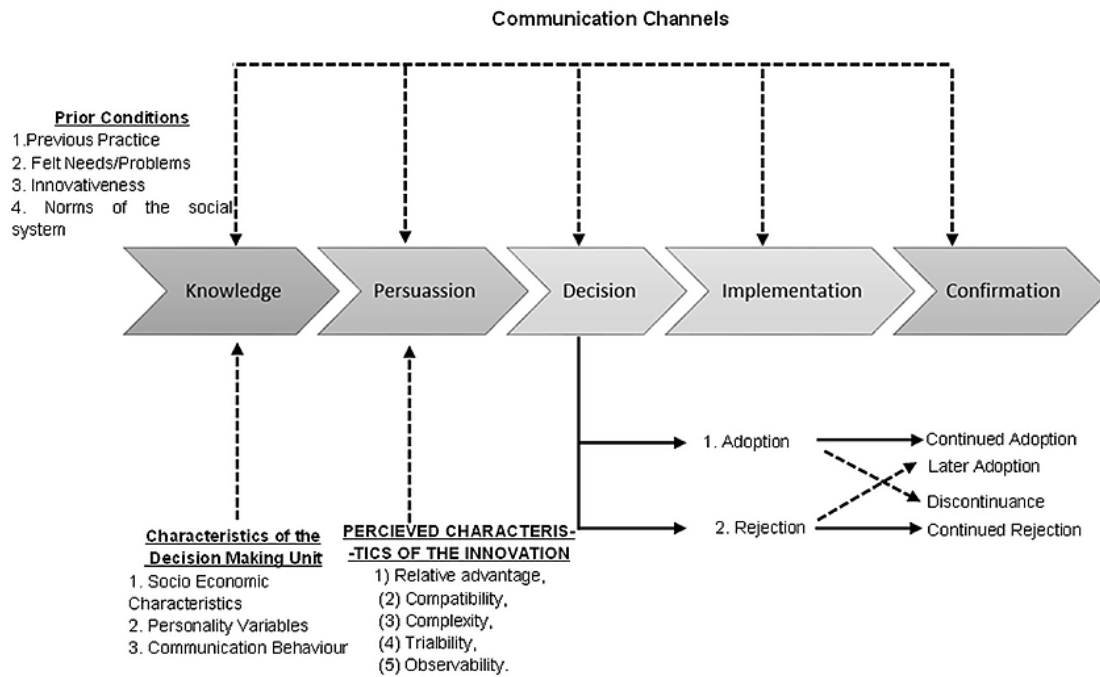 Communication Channels
Prior Conditions
1.Previous Practice
2. Felt Needs/Problems
3. Innovativeness
4. Norms of the social
system
Knowledge
Persuassion
Decision
Implementation
Confirmation
1. Adoption
Continued Adoption
Later Adoption
Discontinuance
2. Rejection
Continued Rejection
Characteristics of the
Decision Making Unit
1. Socio Economic
Characteristics
2. Personality Variables
3. Communication Behaviour
PERCIEVED CHARACTERIS-
-TICS OF THE INNOVATION
1) Relative advantage,
(2) Compatibility,
(3) Complexity,
(4) Trialbility,
(5) Observability.